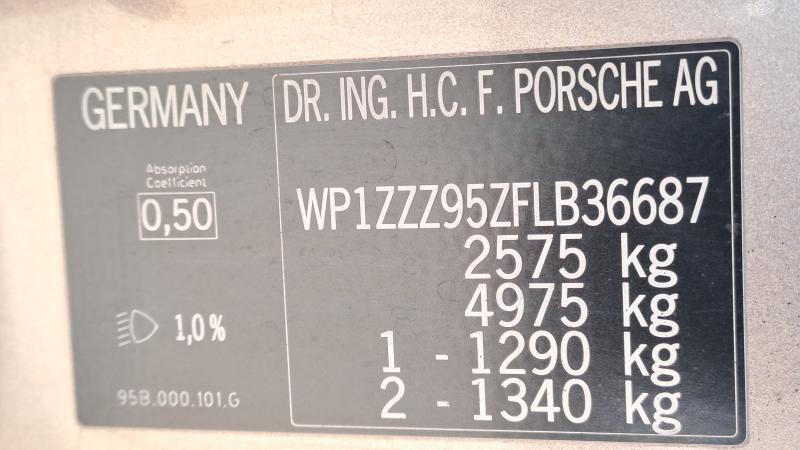 GERMANY
Absorption
Coefficient
0,50
1,0 %
95B.000.101.G
DR. ING. H.C. F. PORSCHE AG
WP1ZZZ95ZFLB36687
2575 kg
4975 kg
1 - 1290 kg
2 - 1340 kg